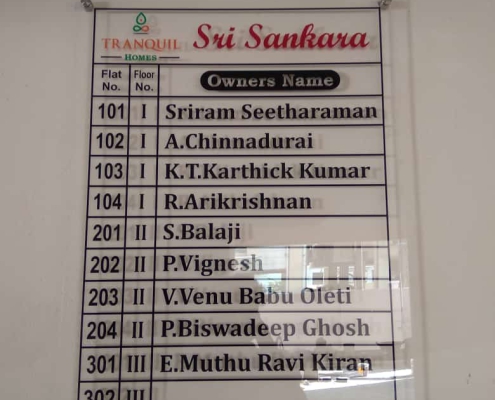 TRANQUIL
HOMES
Sri Sankara
Flat No. Floor No. Owners Name
101 I Sriram Seetharaman
102 I A.Chinnadurai
103 I K.T.Karthick Kumar
104 I R.Arikrishnan
201 II S.Balaji
202 II P.Vignesh
203 II V.Venu Babu Oleti
204 II P.Biswadeep Ghosh
301 III E.Muthu Ravi Kiran
302 III